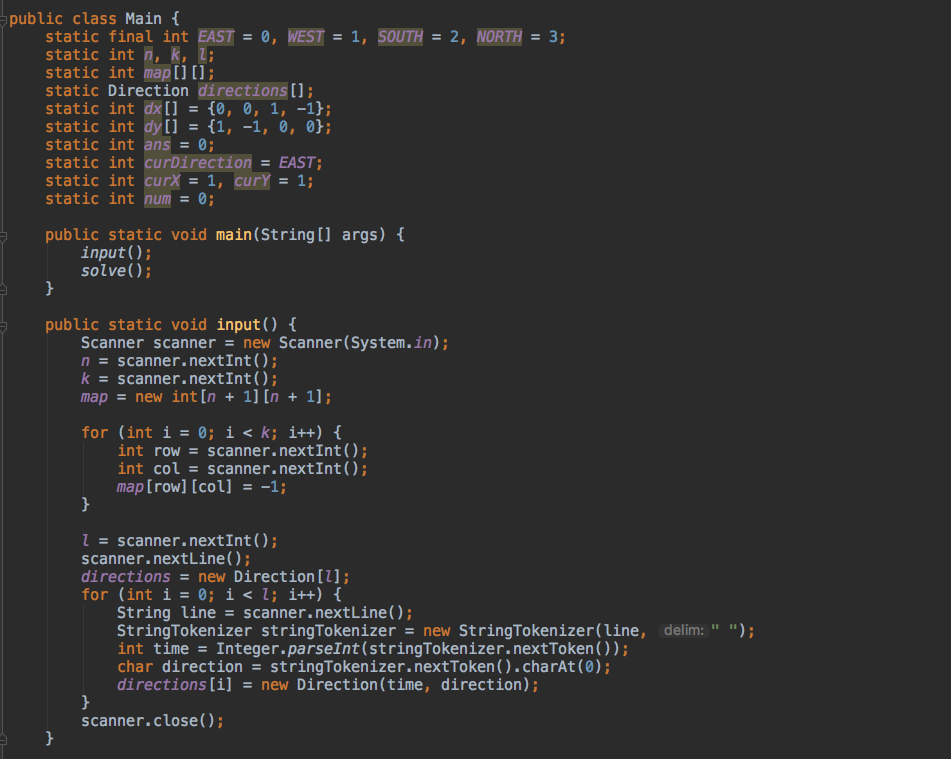 public class Main {
    static final int EAST = 0, WEST = 1, SOUTH = 2, NORTH = 3;
    static int n, k, l;
    static int map[][];
    static Direction directions[];
    static int dx[] = {0, 0, 1, -1};
    static int dy[] = {1, -1, 0, 0};
    static int ans = 0;
    static int curDirection = EAST;
    static int curX = 1, curY = 1;
    static int num = 0;

    public static void main(String[] args) {
        input();
        solve();
    }

    public static void input() {
        Scanner scanner = new Scanner(System.in);
        n = scanner.nextInt();
        k = scanner.nextInt();
        map = new int[n + 1][n + 1];

        for (int i = 0; i < k; i++) {
            int row = scanner.nextInt();
            int col = scanner.nextInt();
            map[row][col] = -1;
        }

        l = scanner.nextInt();
        scanner.nextLine();
        directions = new Direction[l];
        for (int i = 0; i < l; i++) {
            String line = scanner.nextLine();
            StringTokenizer stringTokenizer = new StringTokenizer(line, delim: " ");
            int time = Integer.parseInt(stringTokenizer.nextToken());
            char direction = stringTokenizer.nextToken().charAt(0);
            directions[i] = new Direction(time, direction);
        }
        scanner.close();
    }